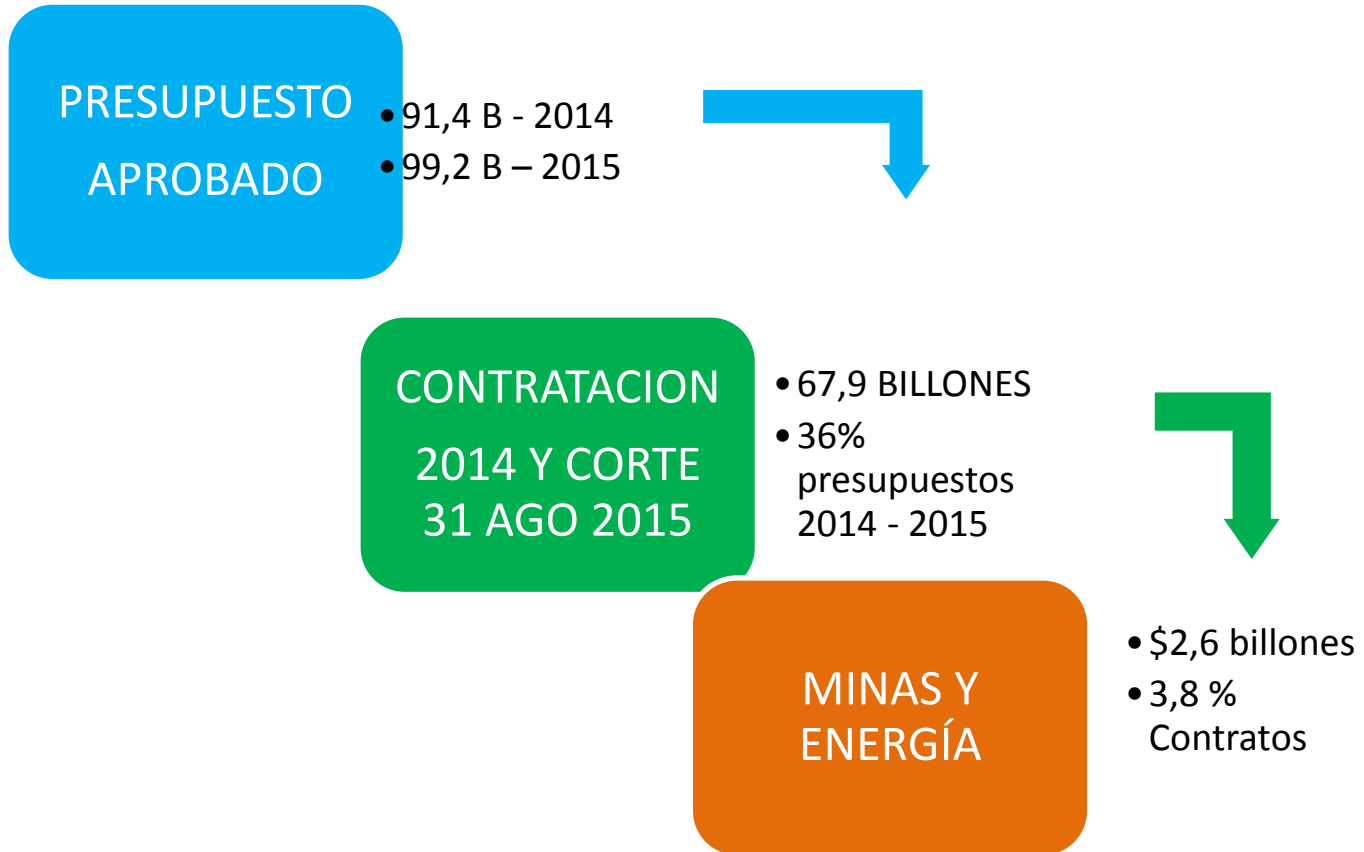 PRESUPUESTO
APROBADO
•91,4 B - 2014
•99,2 B – 2015
CONTRATACION
2014 Y CORTE
31 AGO 2015
•67,9 BILLONES
•36%
presupuestos
2014 - 2015
MINAS Y
ENERGÍA
•$2,6 billones
•3,8 %
Contratos